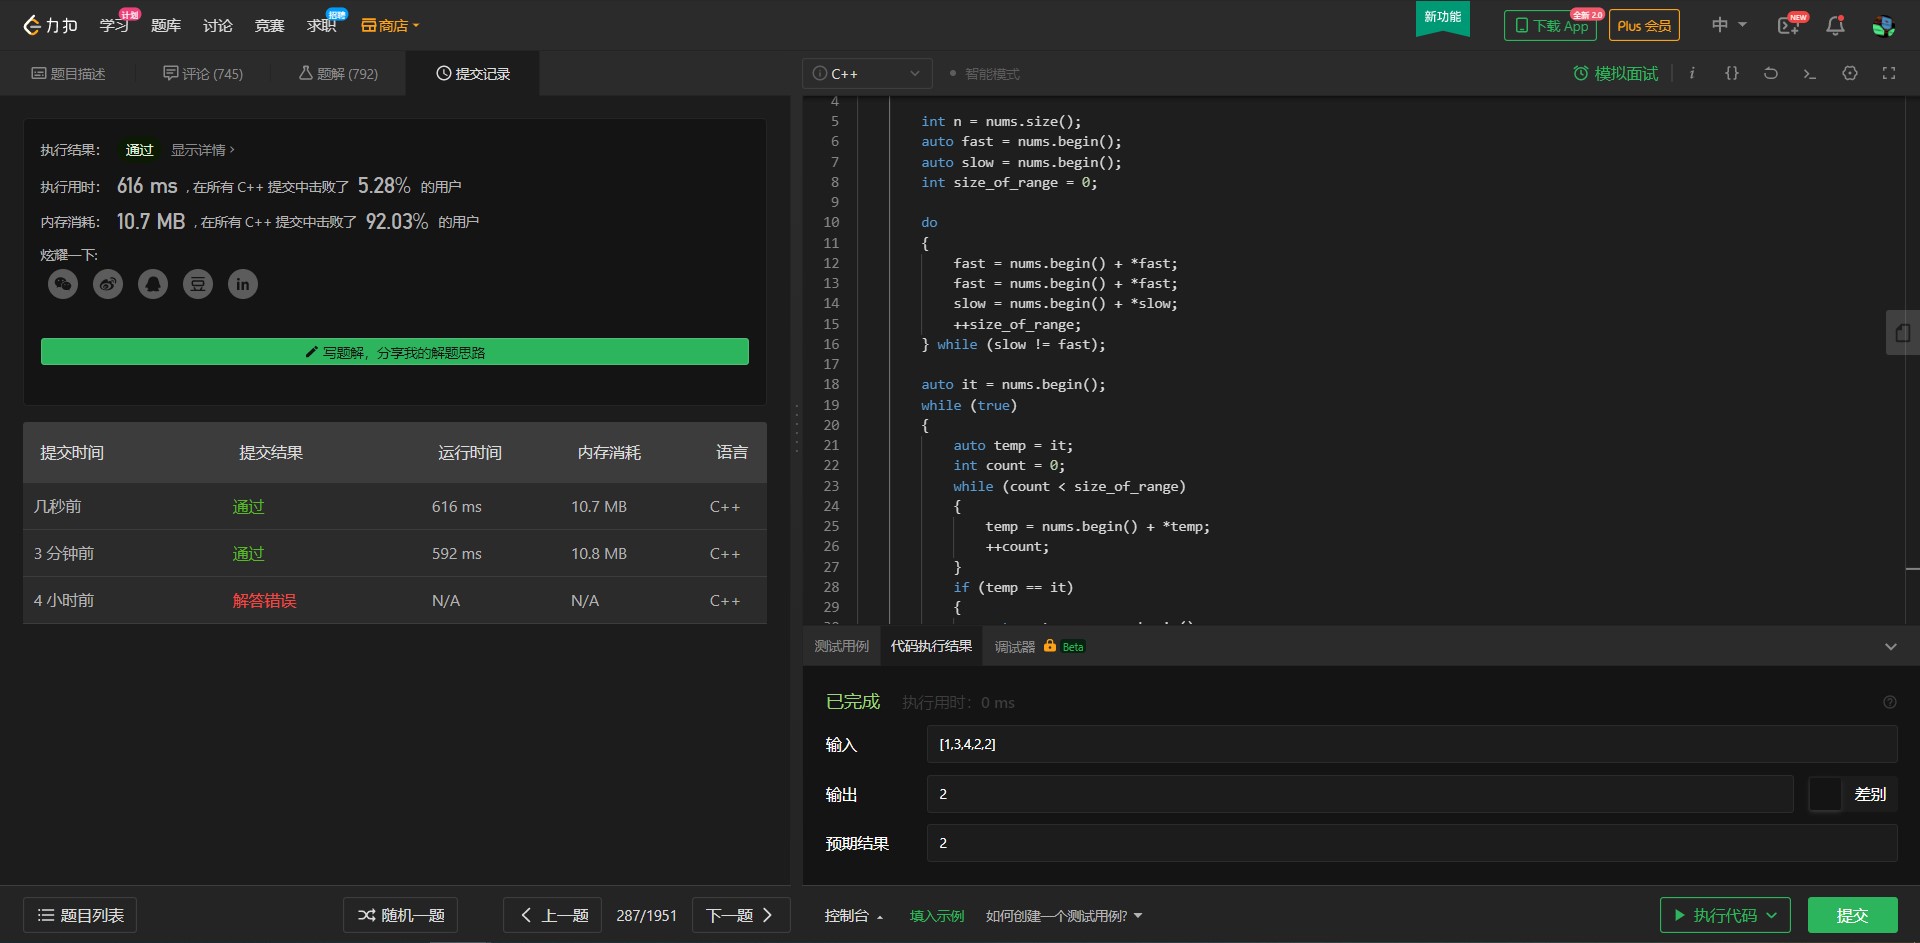 力扣 学习 计划 题库 讨论 竞赛 求职 招聘 商店 新功能 下载 App 全新 2.0 Plus 会员 中 NEW
题目描述 评论 (745) 题解 (792) 提交记录
C++ 智能模式 模拟面试 i {}
执行结果： 通过 显示详情 ›
执行用时： 616 ms , 在所有 C++ 提交中击败了 5.28% 的用户
内存消耗： 10.7 MB , 在所有 C++ 提交中击败了 92.03% 的用户
炫耀一下:
豆 in
写题解，分享我的解题思路
提交时间 提交结果 运行时间 内存消耗 语言
几秒前 通过 616 ms 10.7 MB C++
3 分钟前 通过 592 ms 10.8 MB C++
4 小时前 解答错误 N/A N/A C++
4
5 int n = nums.size();
6 auto fast = nums.begin();
7 auto slow = nums.begin();
8 int size_of_range = 0;
9
10 do
11 {
12 fast = nums.begin() + *fast;
13 fast = nums.begin() + *fast;
14 slow = nums.begin() + *slow;
15 ++size_of_range;
16 } while (slow != fast);
17
18 auto it = nums.begin();
19 while (true)
20 {
21 auto temp = it;
22 int count = 0;
23 while (count < size_of_range)
24 {
25 temp = nums.begin() + *temp;
26 ++count;
27 }
28 if (temp == it)
29 {
测试用例 代码执行结果 调试器 Beta
已完成 执行用时：0 ms
输入 [1,3,4,2,2]
输出 2 差别
预期结果 2
题目列表 随机一题 上一题 287/1951 下一题 控制台 填入示例 如何创建一个测试用例? 执行代码 提交